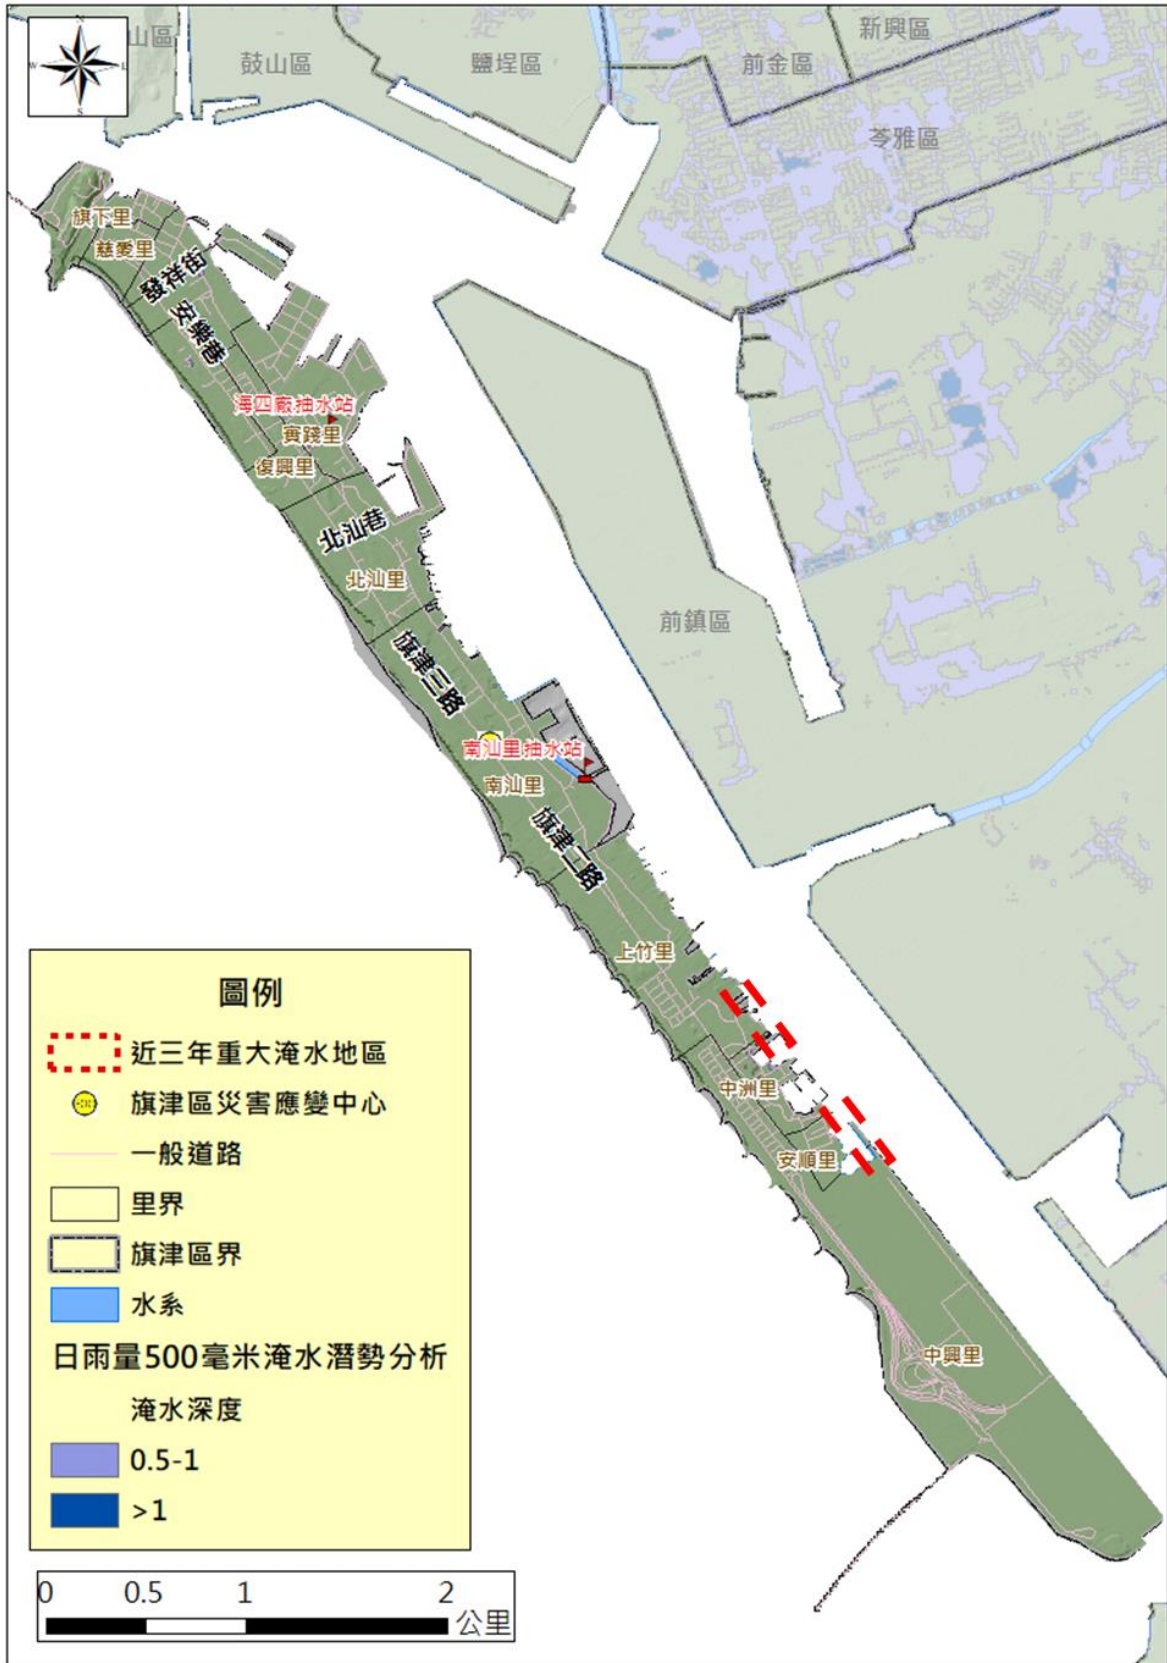 N
W
E
S
山區
鼓山區
鹽埕區
前金區
新興區
苓雅區
旗下里
慈愛里
發祥街
安樂巷
海四廠抽水站
實踐里
復興里
北汕巷
北汕里
前鎮區
旗津三路
南汕里抽水站
南汕里
旗津二路
上竹里
中洲里
安順里
中興里
圖例
近三年重大淹水地區
旗津區災害應變中心
一般道路
里界
旗津區界
水系
日雨量500毫米淹水潛勢分析
淹水深度
0.5-1
>1
0 0.5 1 2
公里